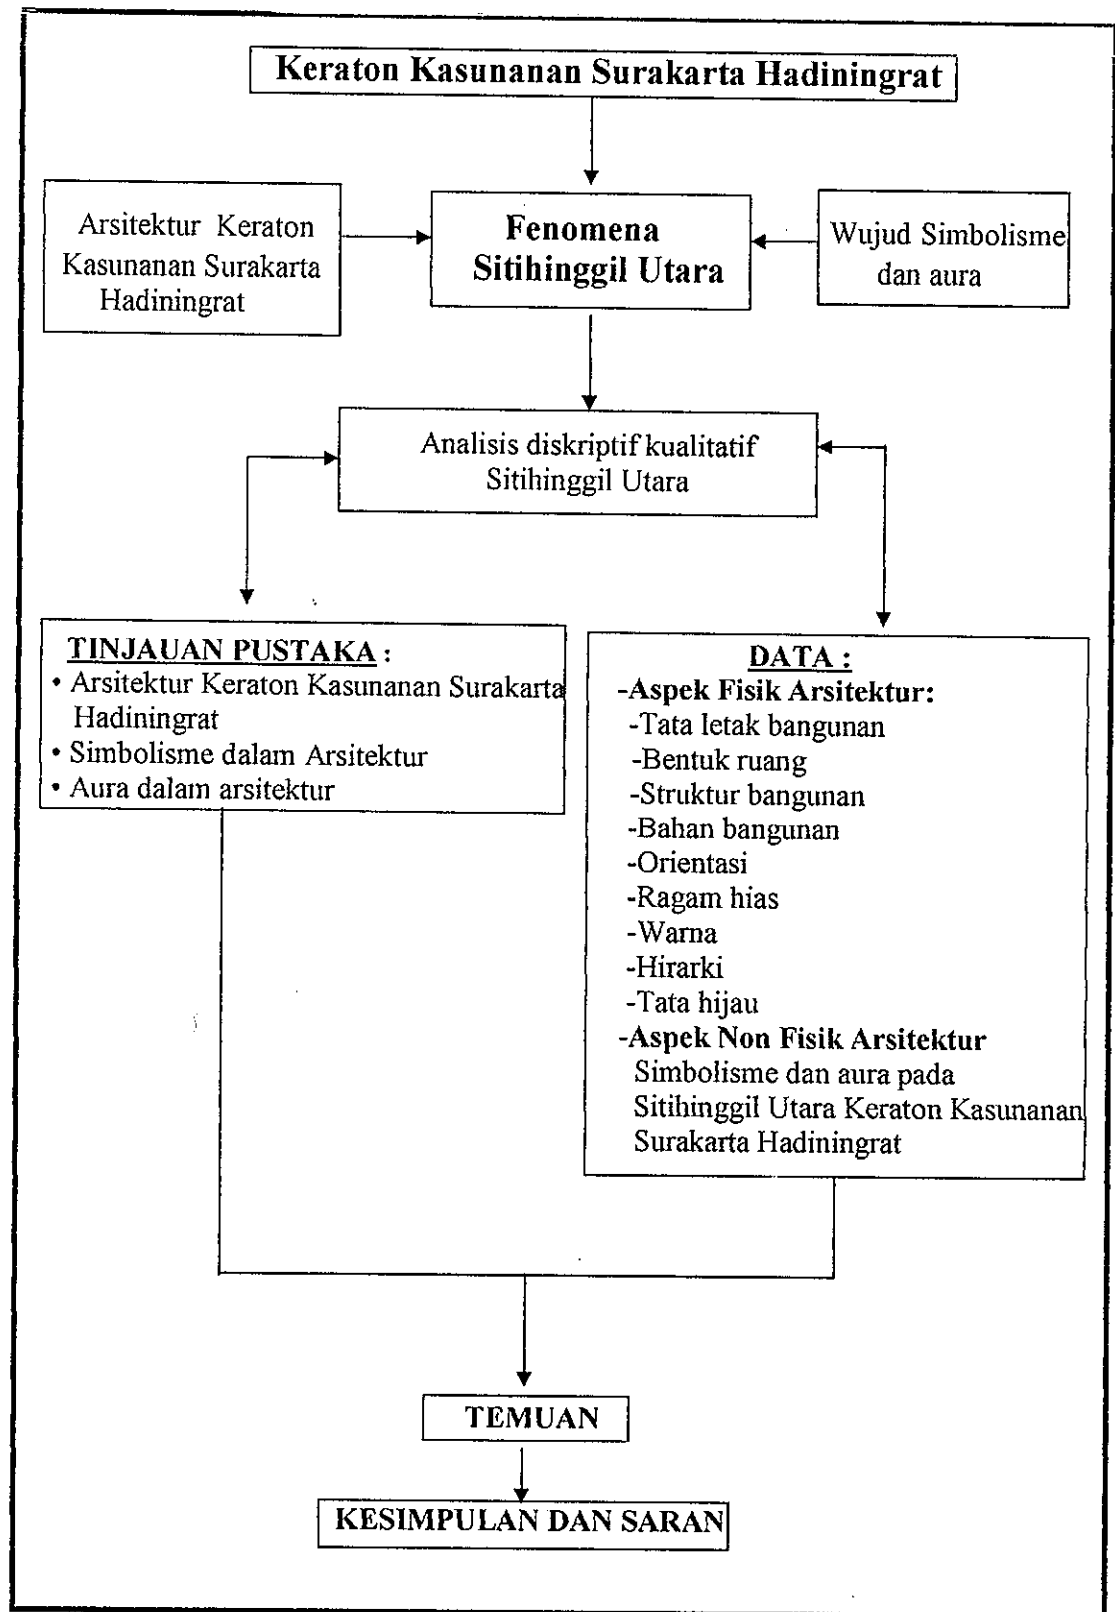 Keraton Kasunanan Surakarta Hadiningrat
Arsitektur Keraton
Kasunanan Surakarta
Hadiningrat
Fenomena
Sitihinggil Utara
Wujud Simbolisme
dan aura
Analisis diskriptif kualitatif
Sitihinggil Utara
TINJAUAN PUSTAKA :
• Arsitektur Keraton Kasunanan Surakarta
Hadiningrat
• Simbolisme dalam Arsitektur
• Aura dalam arsitektur
DATA :
-Aspek Fisik Arsitektur:
-Tata letak bangunan
-Bentuk ruang
-Struktur bangunan
-Bahan bangunan
-Orientasi
-Ragam hias
-Warna
-Hirarki
-Tata hijau
-Aspek Non Fisik Arsitektur
Simbolisme dan aura pada
Sitihinggil Utara Keraton Kasunanan
Surakarta Hadiningrat
TEMUAN
KESIMPULAN DAN SARAN